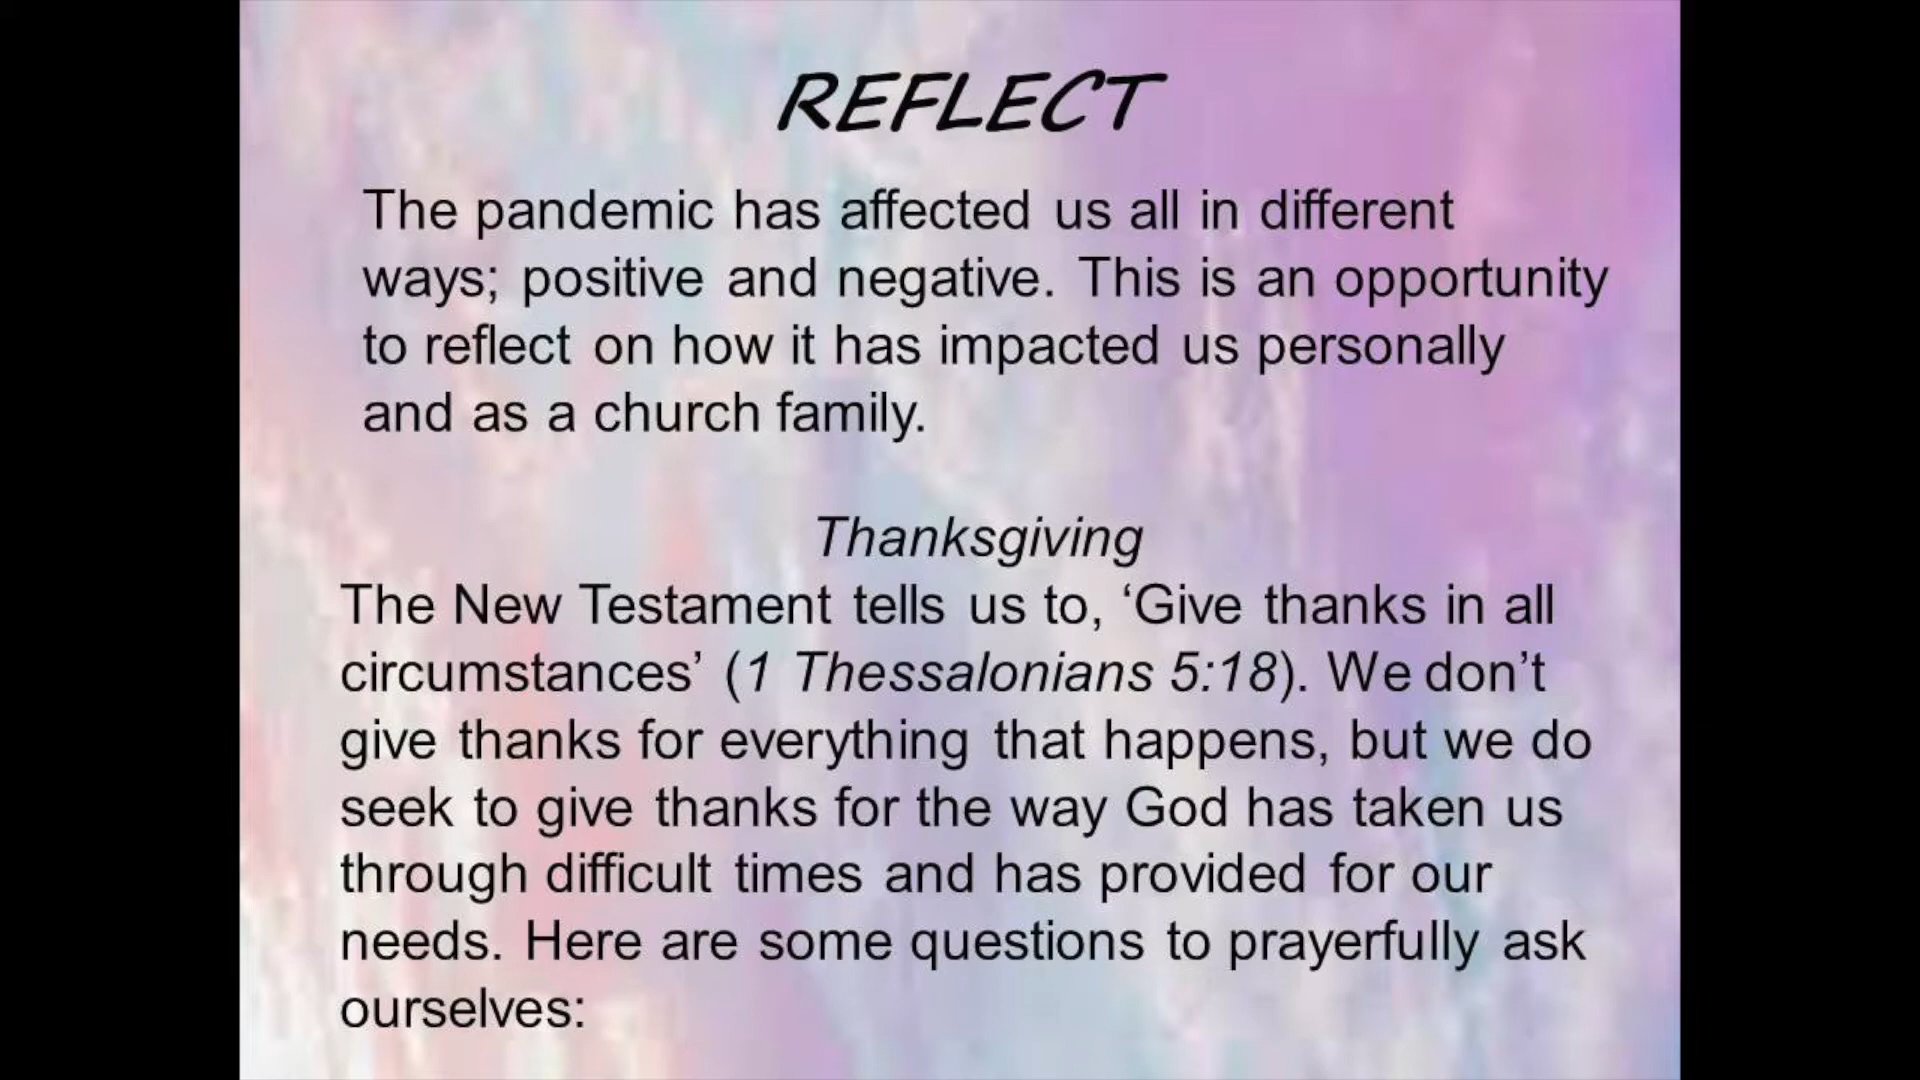 REFLECT
The pandemic has affected us all in different
ways; positive and negative. This is an opportunity
to reflect on how it has impacted us personally
and as a church family.
Thanksgiving
The New Testament tells us to, ‘Give thanks in all
circumstances’ (1 Thessalonians 5:18). We don’t
give thanks for everything that happens, but we do
seek to give thanks for the way God has taken us
through difficult times and has provided for our
needs. Here are some questions to prayerfully ask
ourselves: